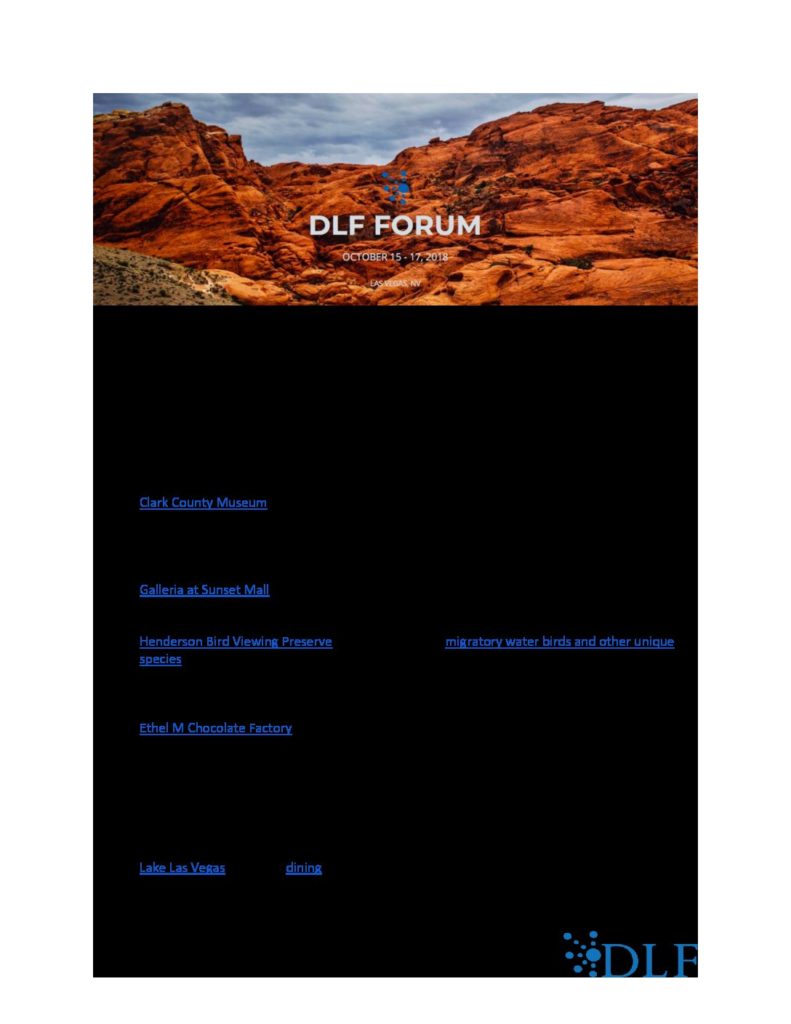 DLF FORUM
OCTOBER 15 - 17, 2018
LAS VEGAS, NV
Clark County Museum
Galleria at Sunset Mall
Henderson Bird Viewing Preserve migratory water birds and other unique
species
Ethel M Chocolate Factory
Lake Las Vegas dining
DLF